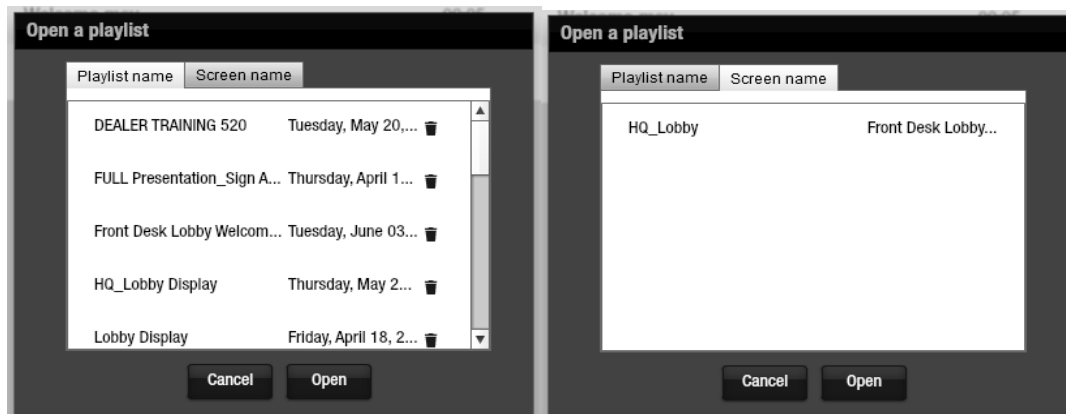 Open a playlist
Playlist name Screen name
DEALER TRAINING 520 Tuesday, May 20,...
FULL Presentation_Sign A... Thursday, April 1...
Front Desk Lobby Welcom... Tuesday, June 03...
HQ_Lobby Display Thursday, May 2...
Lobby Display Friday, April 18, 2...
Cancel Open
Open a playlist
Playlist name Screen name
HQ_Lobby Front Desk Lobby...
Cancel Open